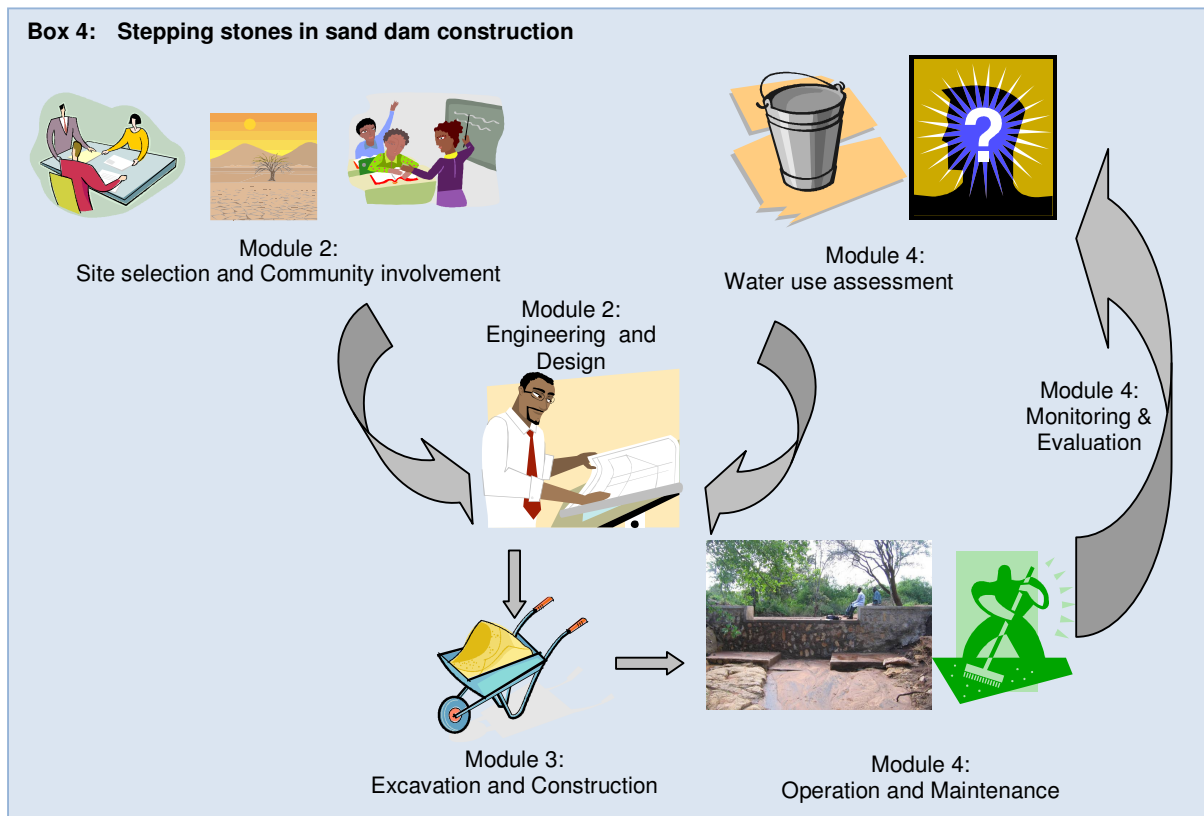 Box 4: Stepping stones in sand dam construction
Module 2:
Site selection and Community involvement
Module 4:
Water use assessment
?
Module 2:
Engineering and
Design
Module 4:
Monitoring &
Evaluation
Module 3:
Excavation and Construction
Module 4:
Operation and Maintenance